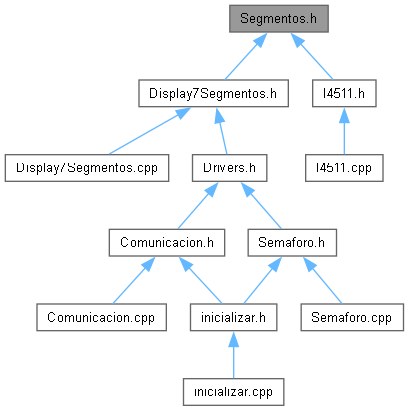 Segmentos.h
Display7Segmentos.h
I4511.h
Display7Segmentos.cpp
Drivers.h
I4511.cpp
Comunicacion.h
Semaforo.h
Comunicacion.cpp
inicializar.h
Semaforo.cpp
inicializar.cpp